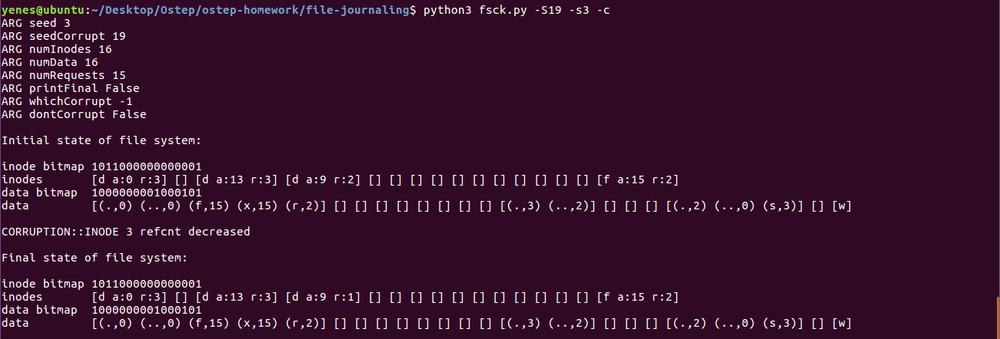 yenes@ubuntu:~/Desktop/Ostep/ostep-homework/file-journaling$ python3 fsck.py -S19 -s3 -c
ARG seed 3
ARG seedCorrupt 19
ARG numInodes 16
ARG numData 16
ARG numRequests 15
ARG printFinal False
ARG whichCorrupt -1
ARG dontCorrupt False
Initial state of file system:
inode bitmap 1011000000000001
inodes       [d a:0 r:3] [] [d a:13 r:3] [d a:9 r:2] [] [] [] [] [] [] [] [] [] [] [] [f a:15 r:2]
data bitmap  1000000001000101
data         [(.,0) (..,0) (f,15) (x,15) (r,2)] [] [] [] [] [] [] [] [] [(.,3) (..,2)] [] [] [] [(.,2) (..,0) (s,3)] [] [w]
CORRUPTION::INODE 3 refcnt decreased
Final state of file system:
inode bitmap 1011000000000001
inodes       [d a:0 r:3] [] [d a:13 r:3] [d a:9 r:1] [] [] [] [] [] [] [] [] [] [] [] [f a:15 r:2]
data bitmap  1000000001000101
data         [(.,0) (..,0) (f,15) (x,15) (r,2)] [] [] [] [] [] [] [] [] [(.,3) (..,2)] [] [] [] [(.,2) (..,0) (s,3)] [] [w]